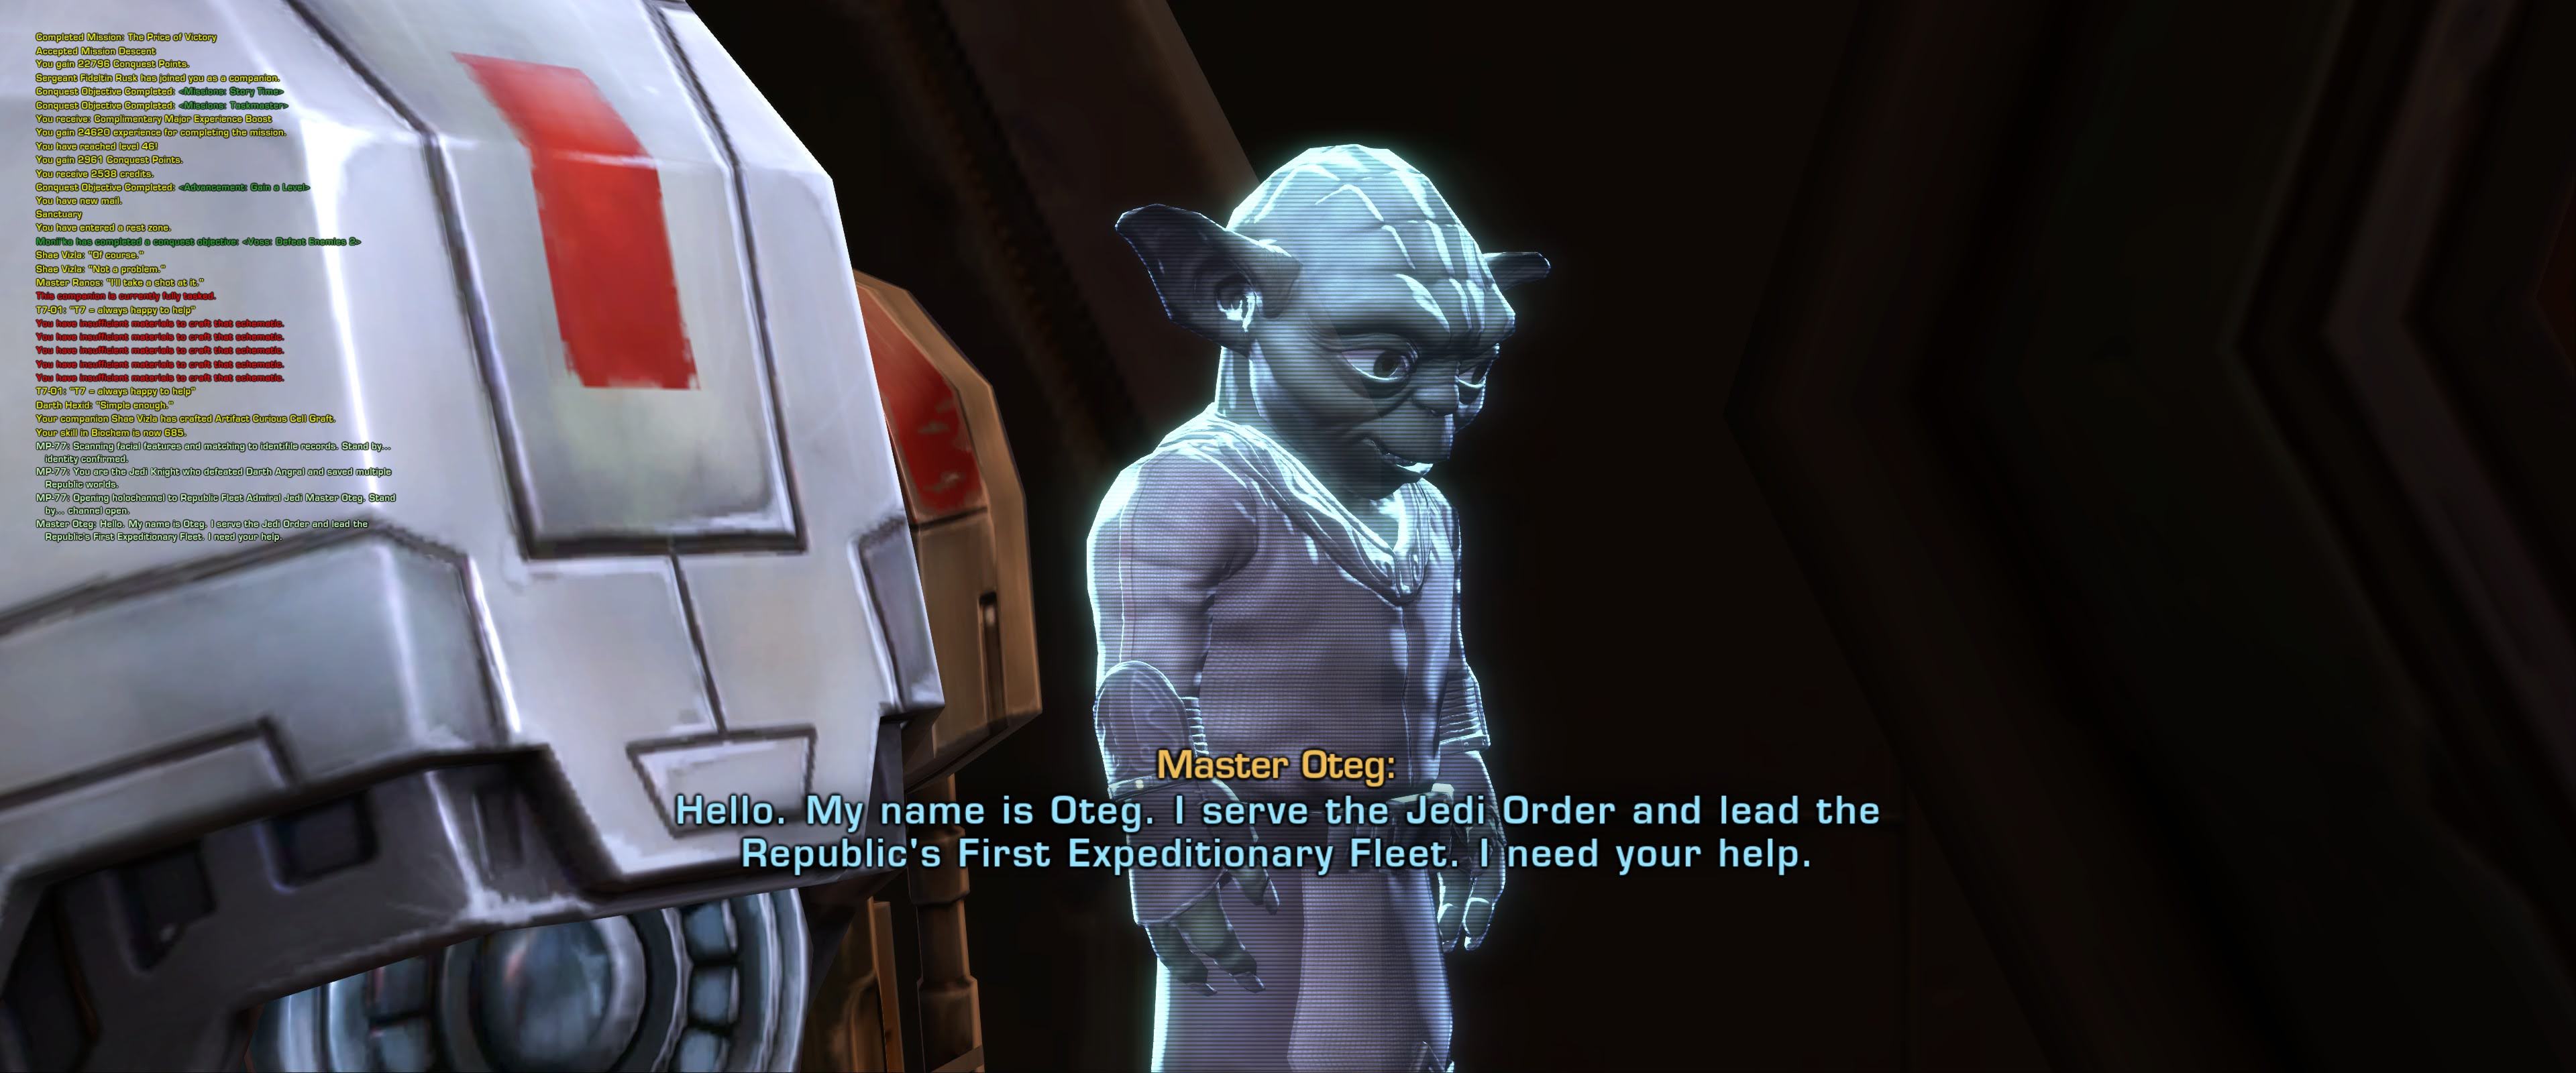 Completed Mission: The Price of Victory
Accepted Mission Descent
You gain 22796 Conquest Points.
Sergeant Fideltin Rusk has joined you as a companion.
Conquest Objective Completed: <Missions: Story Time>
Conquest Objective Completed: <Missions: Taskmaster>
You receive: Complimentary Major Experience Boost
You gain 24620 experience for completing the mission.
You have reached level 46!
You gain 2961 Conquest Points.
You receive 2538 credits.
Conquest Objective Completed: <Advancement: Gain a Level>
You have new mail.
Sanctuary
You have entered a rest zone.
Monii'ka has completed a conquest objective: <Voss: Defeat Enemies 2>
Shae Vizla: "Of course."
Shae Vizla: "Not a problem."
Master Ranos: "I'll take a shot at it."
This companion is currently fully tasked.
T7-01: "T7 = always happy to help"
You have insufficient materials to craft that schematic.
You have insufficient materials to craft that schematic.
You have insufficient materials to craft that schematic.
You have insufficient materials to craft that schematic.
You have insufficient materials to craft that schematic.
T7-01: "T7 = always happy to help"
Darth Hexid: "Simple enough."
Your companion Shae Vizla has crafted Artifact Curious Cell Graft.
Your skill in Biochem is now 685.
MP-77: Scanning facial features and matching to identifile records. Stand by...
identity confirmed.
MP-77: You are the Jedi Knight who defeated Darth Angral and saved multiple
Republic worlds.
MP-77: Opening holochannel to Republic Fleet Admiral Jedi Master Oteg. Stand
by... channel open.
Master Oteg: Hello. My name is Oteg. I serve the Jedi Order and lead the
Republic's First Expeditionary Fleet. I need your help.
Master Oteg:
Hello. My name is Oteg. I serve the Jedi Order and lead the
Republic's First Expeditionary Fleet. I need your help.